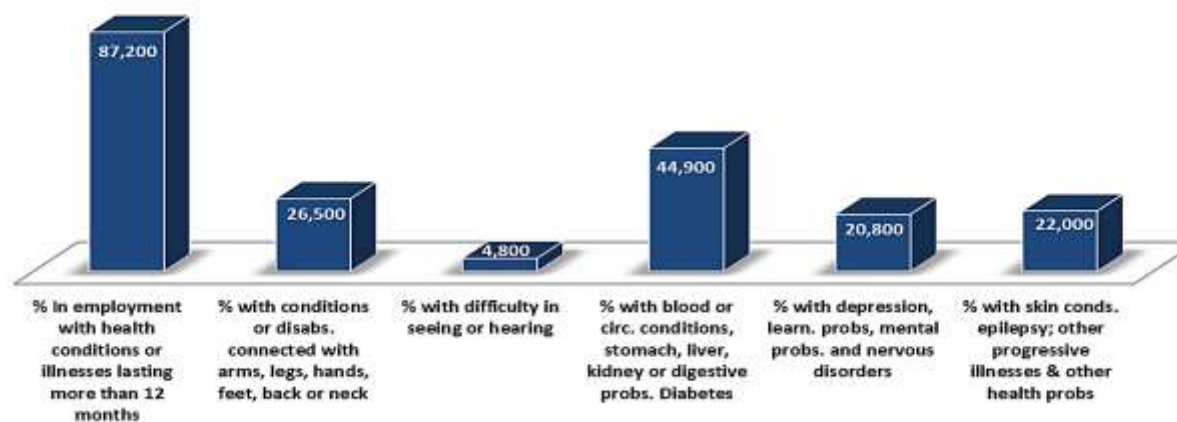 87,200
26,500
4,800
44,900
20,800
22,000
% in employment
with health
conditions or
illnesses lasting
more than 12
months
% with conditions
or disabs.
connected with
arms, legs, hands,
feet, back or neck
% with difficulty in
seeing or hearing
% with blood or
circ. conditions,
stomach, liver,
kidney or digestive
probs. Diabetes
% with depression,
learn. probs, mental
probs. and nervous
disorders
% with skin conds.
epilepsy; other
progressive
illnesses & other
health probs